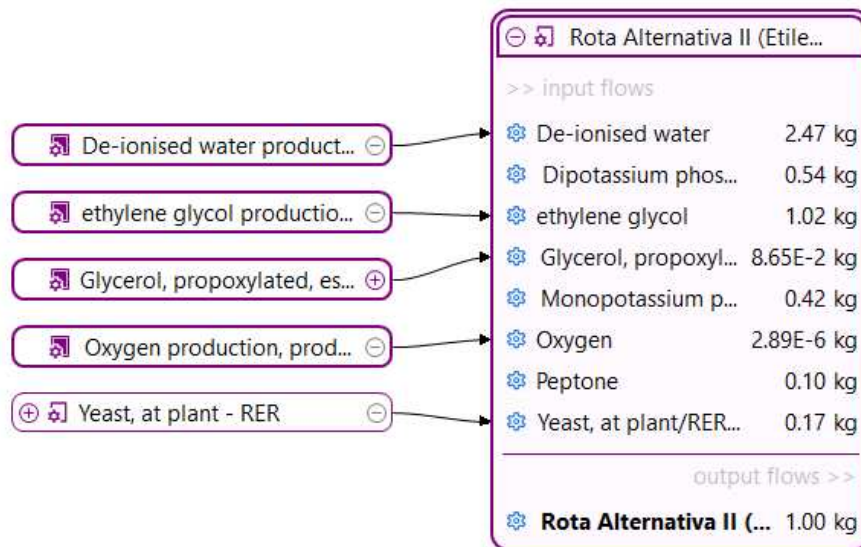 Rota Alternativa II (Etile...
>> input flows
De-ionised water product...
De-ionised water 2.47 kg
Dipotassium phos... 0.54 kg
ethylene glycol productio...
ethylene glycol 1.02 kg
Glycerol, propoxylated, es...
Glycerol, propoxyl... 8.65E-2 kg
Monopotassium p... 0.42 kg
Oxygen production, prod...
Oxygen 2.89E-6 kg
Peptone 0.10 kg
Yeast, at plant - RER
Yeast, at plant/RER... 0.17 kg
output flows >>
Rota Alternativa II (... 1.00 kg